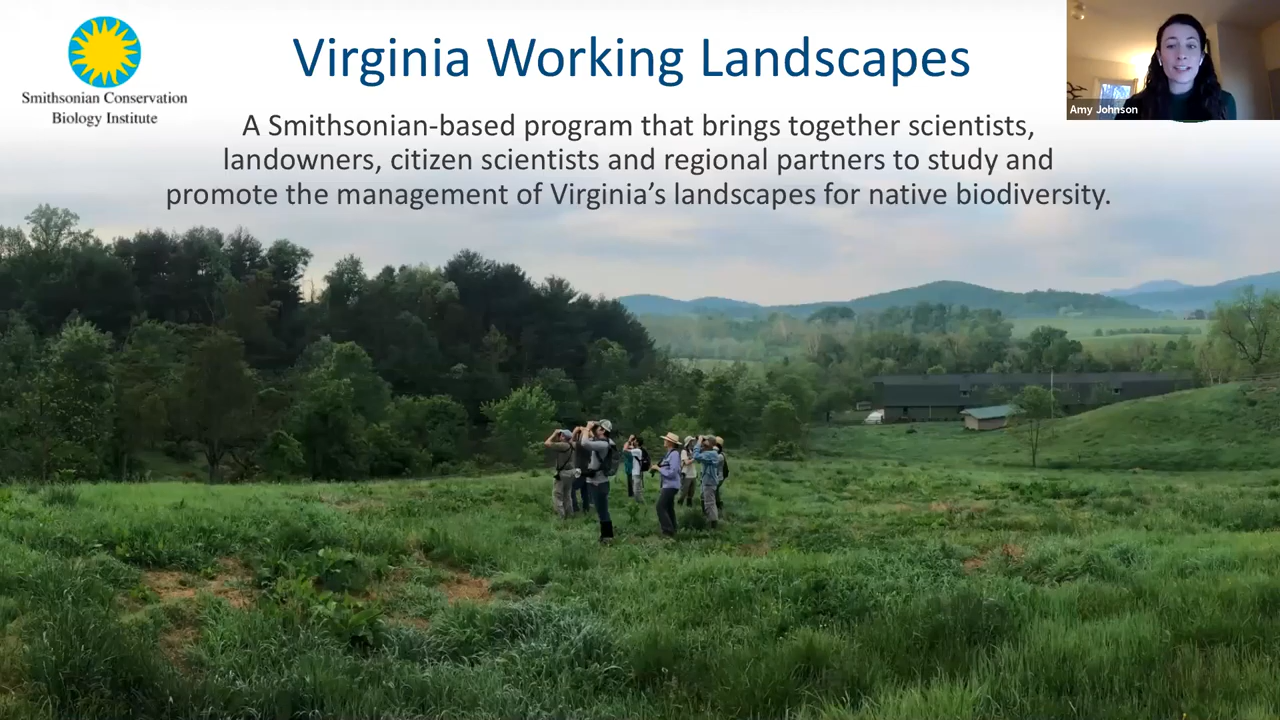 Virginia Working Landscapes
Smithsonian Conservation
Biology Institute
A Smithsonian-based program that brings together scientists,
landowners, citizen scientists and regional partners to study and
promote the management of Virginia’s landscapes for native biodiversity.
Amy Johnson